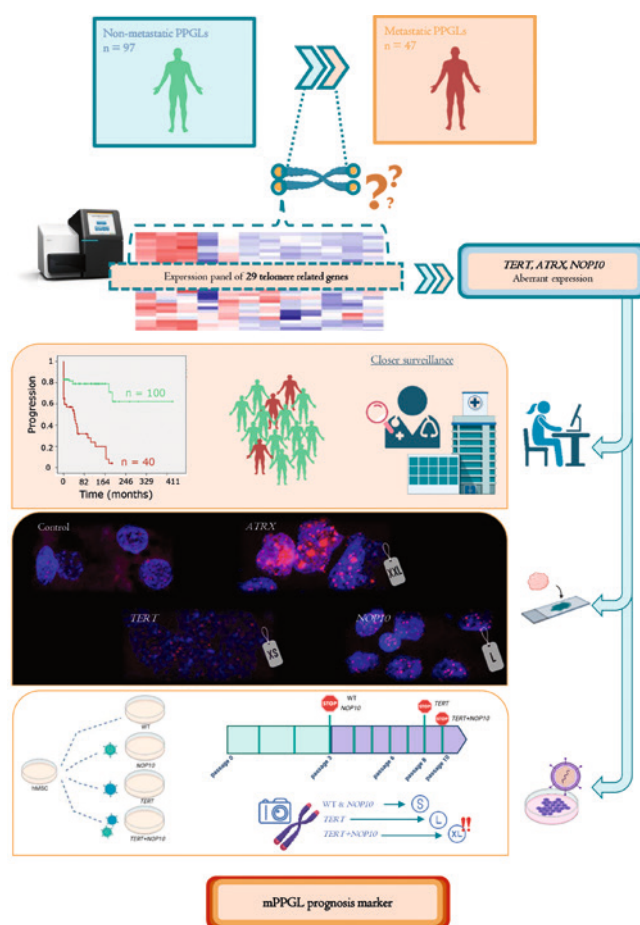 Non-metastatic PPGLs
n = 97
Metastatic PPGLs
n = 47
? ? ?
Expression panel of 29 telomere related genes
TERT, ATRX, NOP10
Aberrant expression
Progression
1
0.8
0.6
0.4
0.2
0
n = 100
n = 40
0 82 164 246 329 411
Time (months)
Closer surveillance
Control
ATRX
XXL
TERT
XS
NOP10
L
hMSC
WT
NOP10
TERT
TERT+NOP10
STOP
WT
NOP10
STOP
TERT
STOP
TERT+NOP10
passage 0
passage 3
passage 6
passage 8
passage 10
WT & NOP10
S
TERT
L
TERT+NOP10
XL
!!
mPPGL prognosis marker